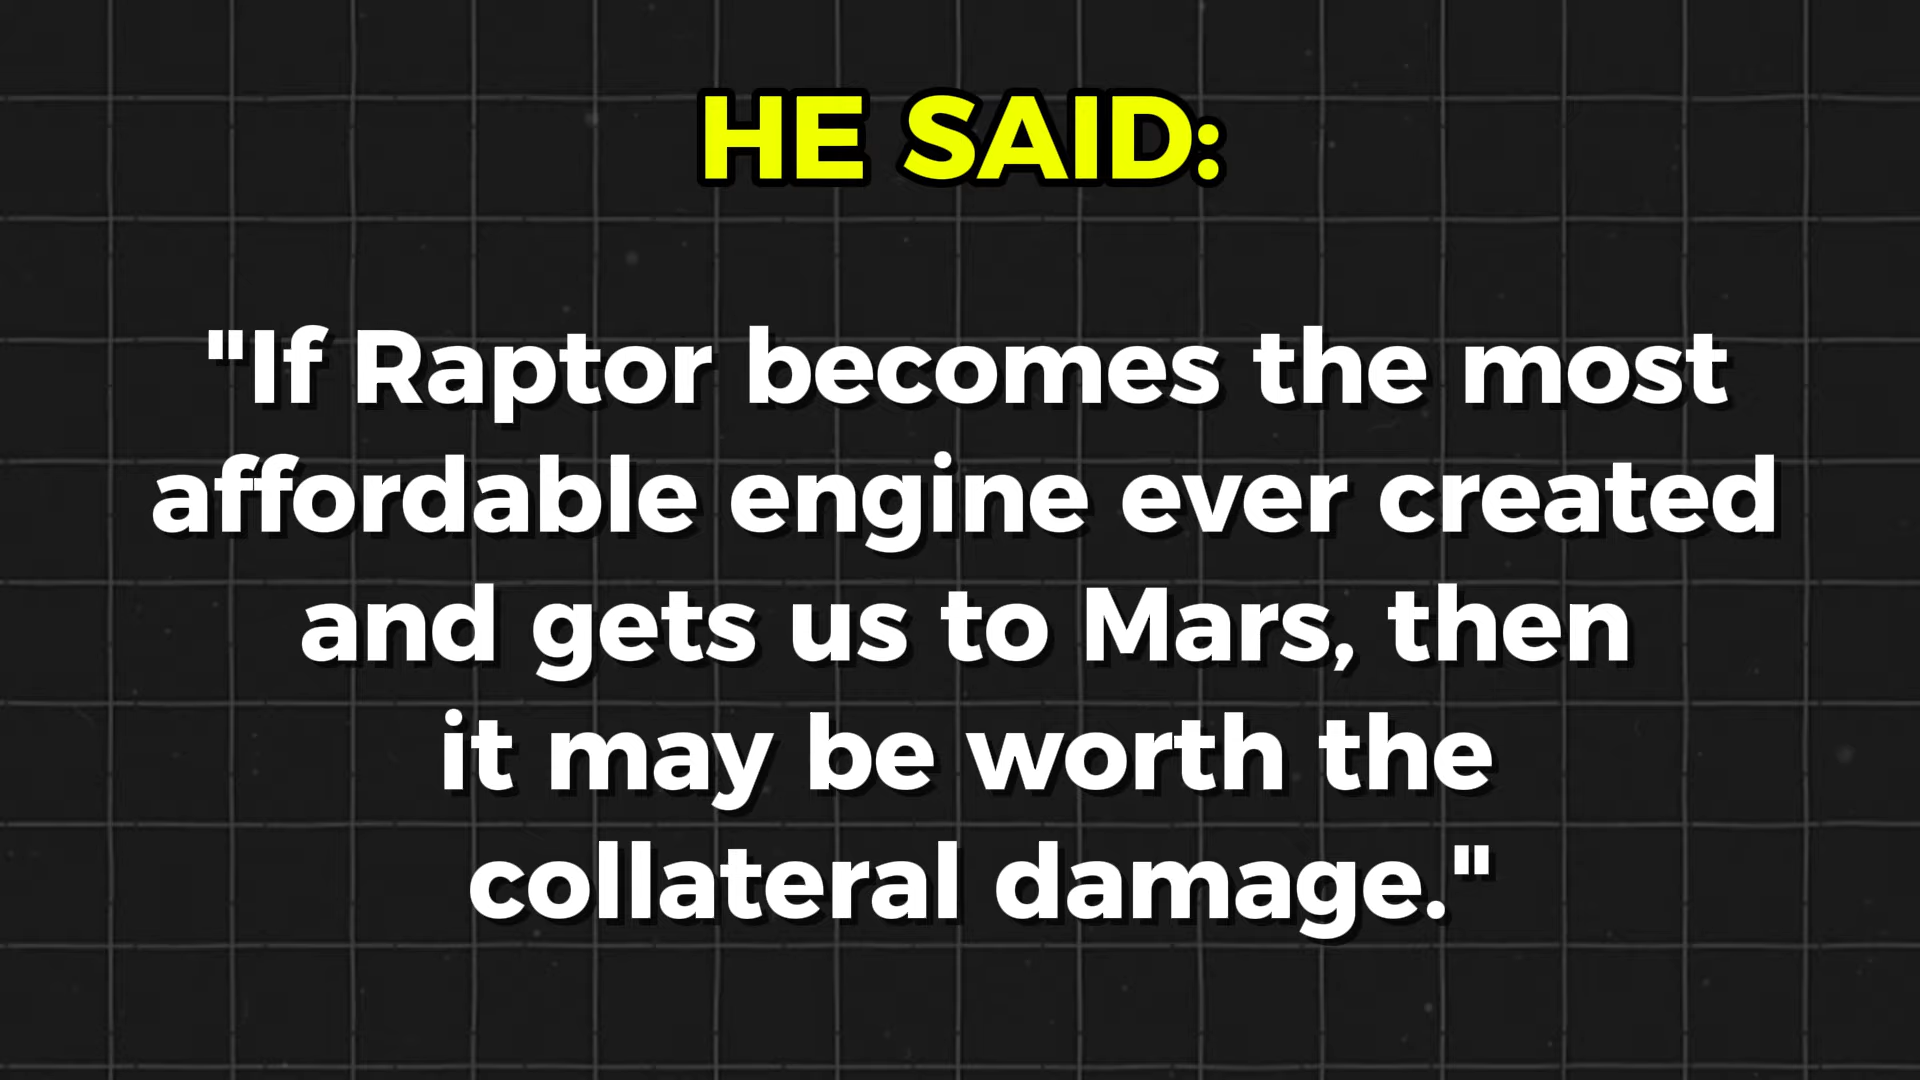 HE SAID:
"If Raptor becomes the most
affordable engine ever created
and gets us to Mars, then
it may be worth the
collateral damage."